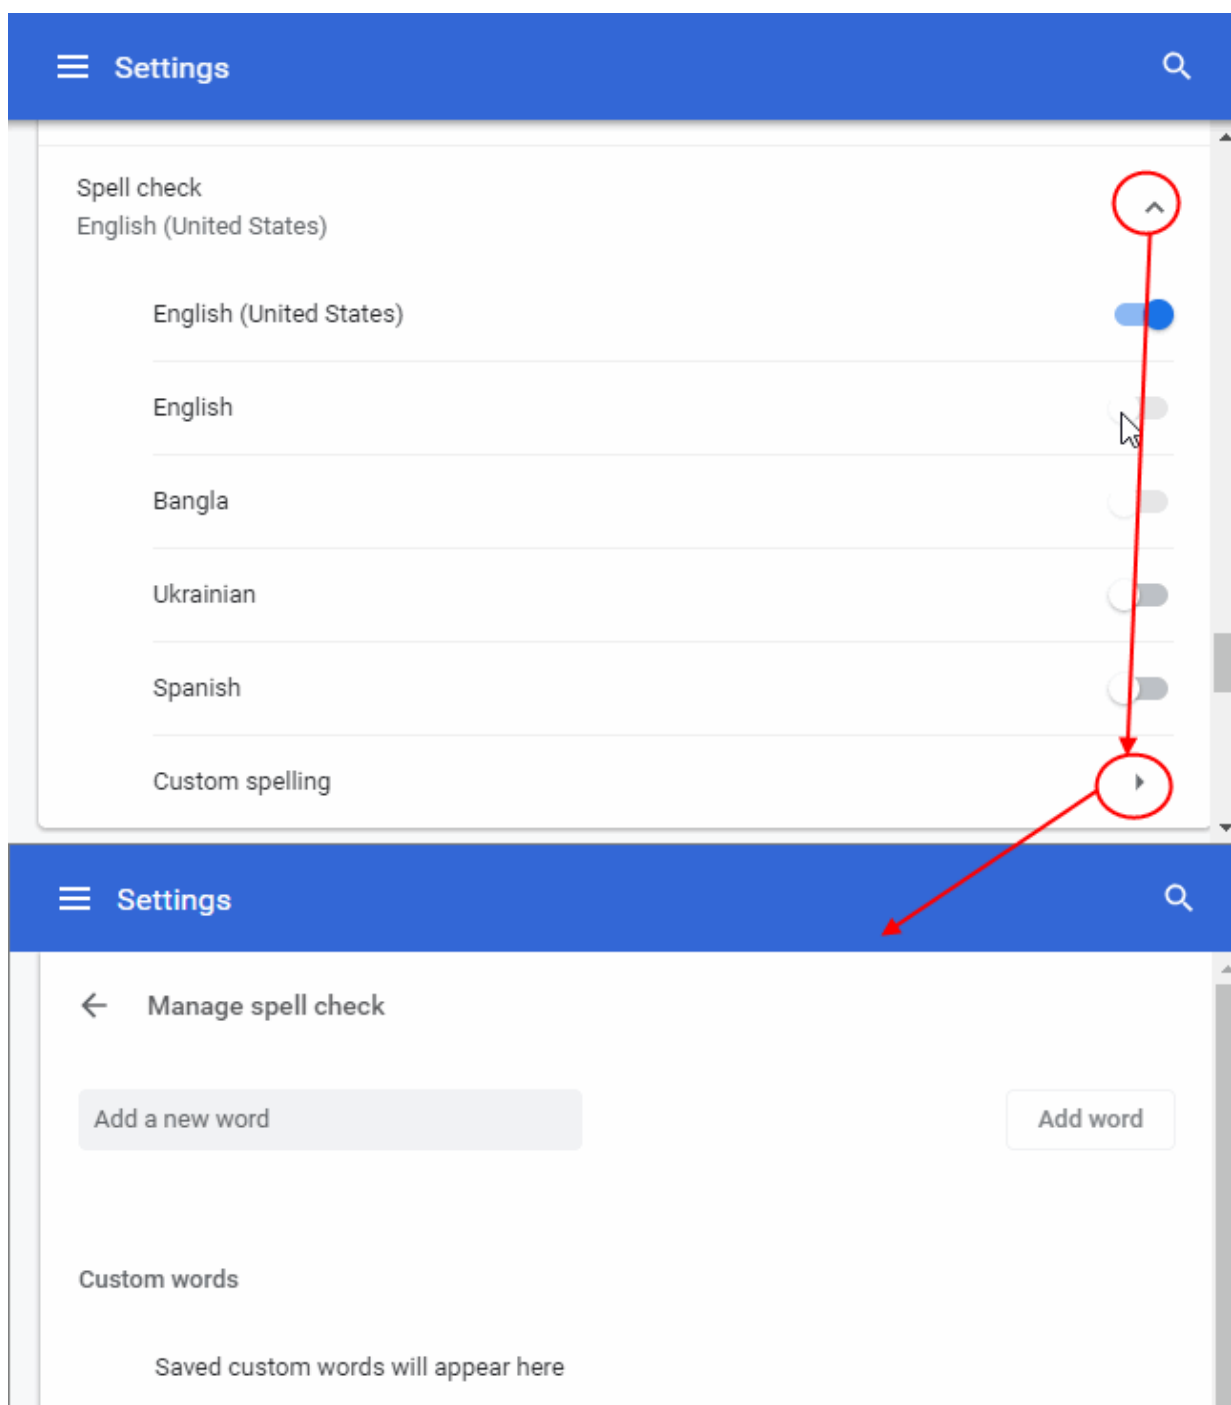 Settings
Spell check
English (United States)
English (United States)
English
Bangla
Ukrainian
Spanish
Custom spelling
Settings
Manage spell check
Add a new word
Add word
Custom words
Saved custom words will appear here